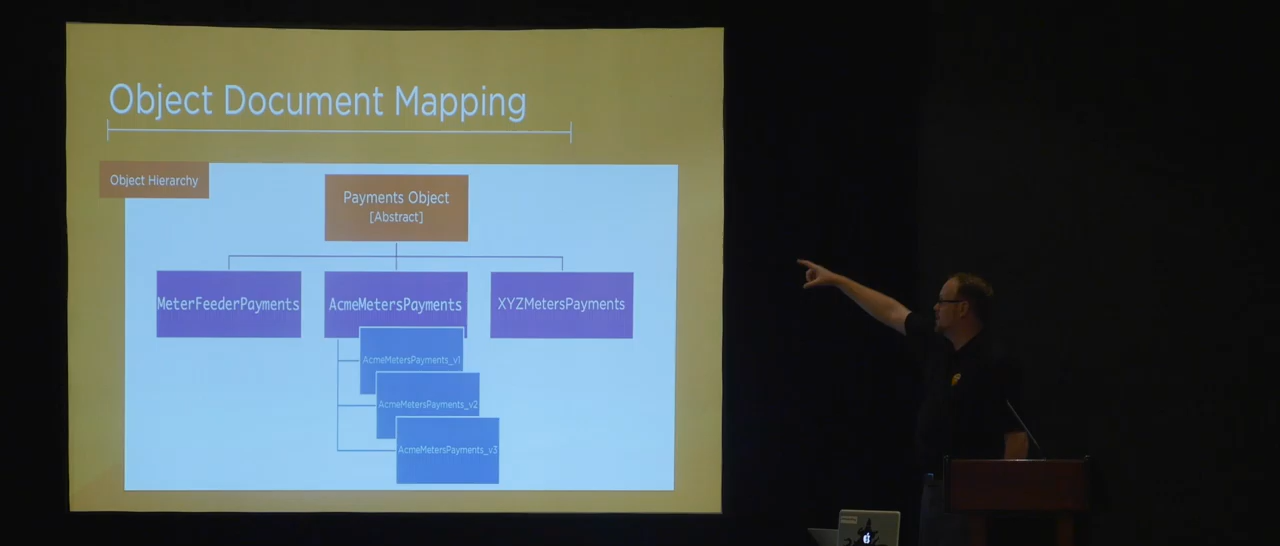 Object Document Mapping
Object Hierarchy
Payments Object
[Abstract]
MeterFeederPayments
AcmeMetersPayments
XYZMetersPayments
AcmeMetersPayments_v1
AcmeMetersPayments_v2
AcmeMetersPayments_v3